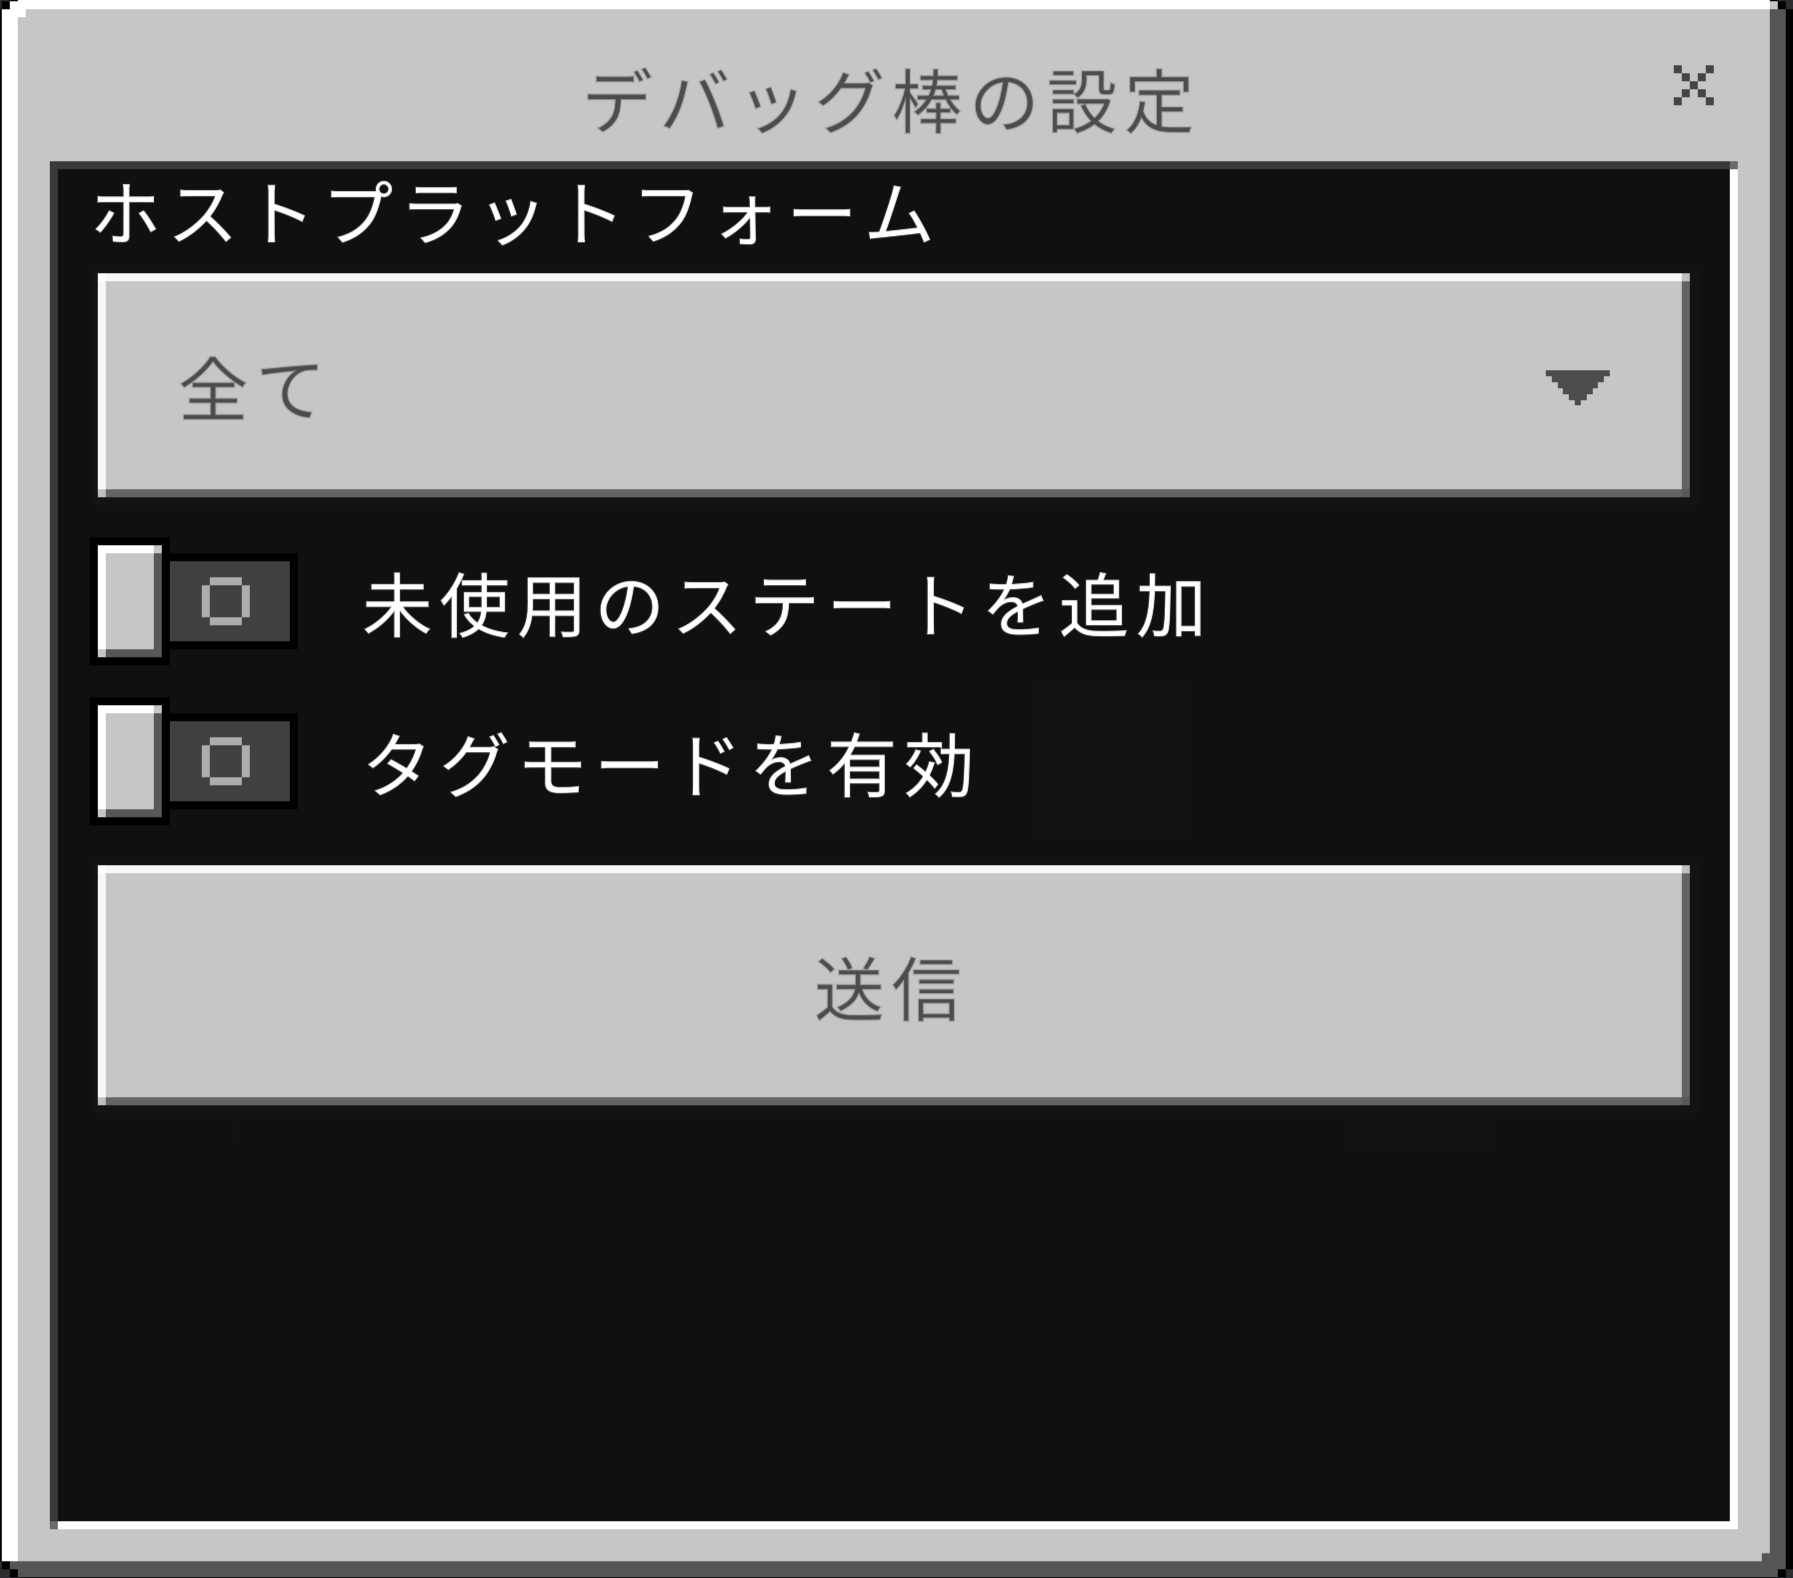 デバッグ棒の設定
ホストプラットフォーム
全て
未使用のステートを追加
タグモードを有効
送信